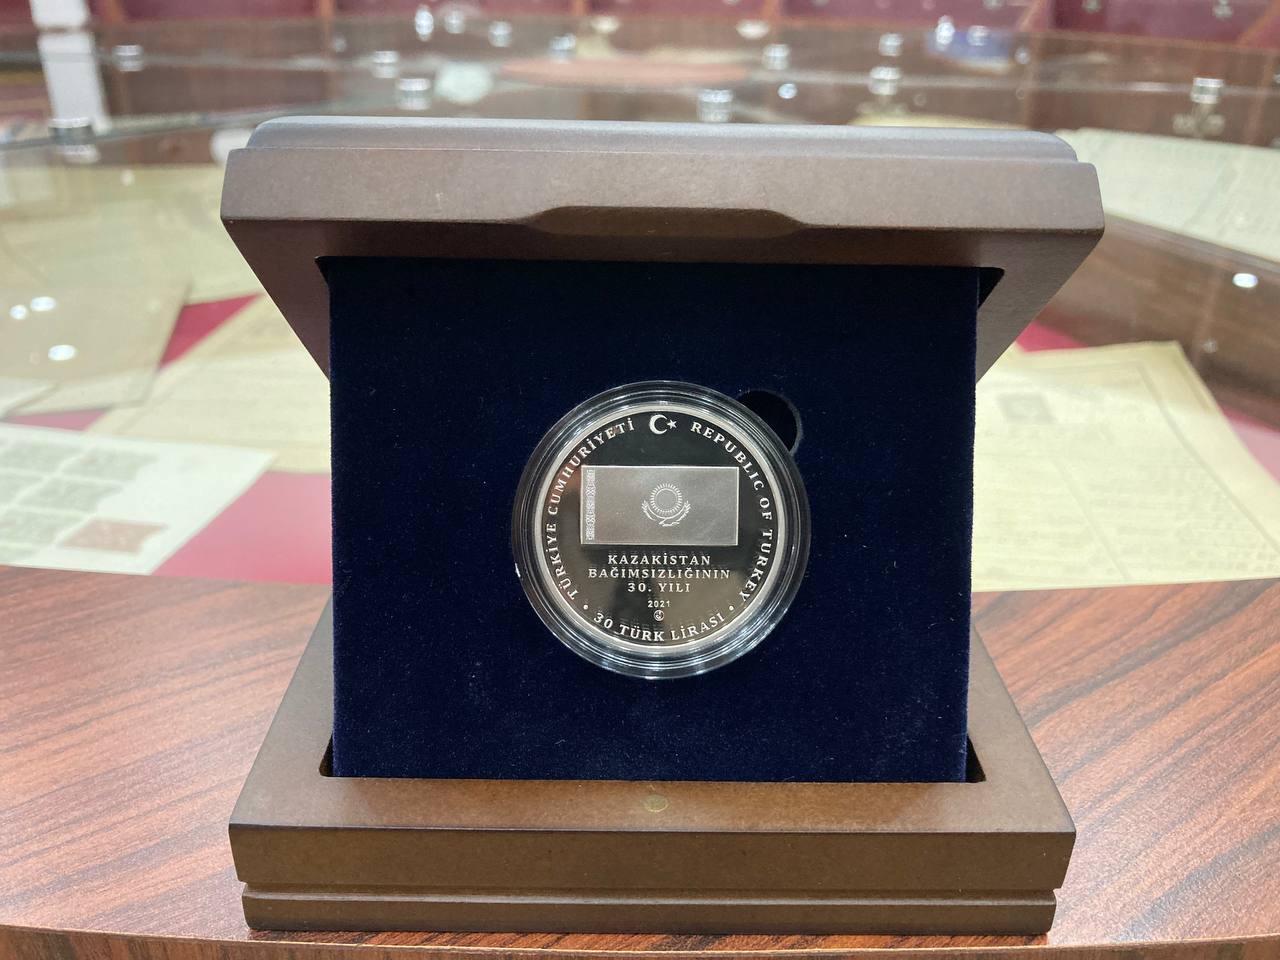 TÜRKİYE CUMHURİYETİ
REPUBLIC OF TURKEY
KAZAKİSTAN
BAĞIMSIZLIĞININ
30. YILI
2021
• 30 TÜRK LİRASI •